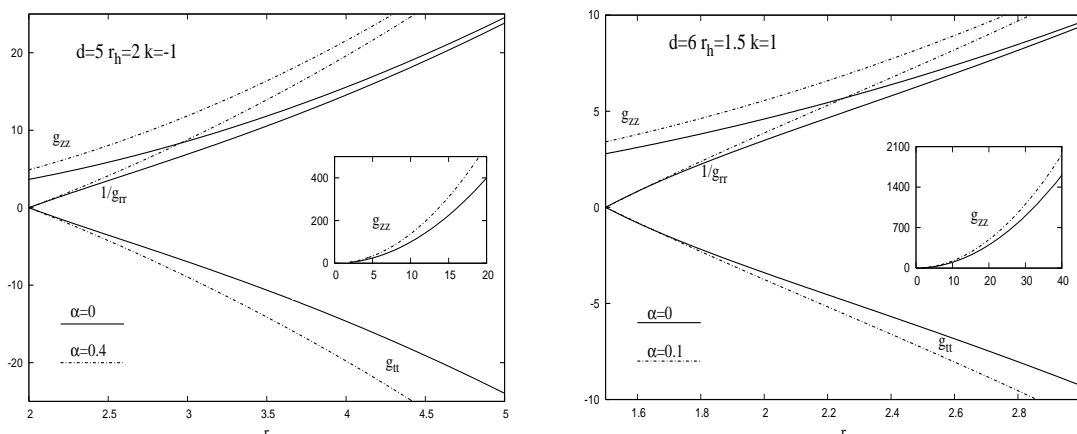 d=5 r_h=2 k=-1
20
10
0
-10
-20
g_zz
1/g_rr
g_tt
α=0
α=0.4
400
200
0
g_zz
0 5 10 15 20
2 2.5 3 3.5 4 4.5 5
r
d=6 r_h=1.5 k=1
10
5
0
-5
-10
g_zz
1/g_rr
g_tt
α=0
α=0.1
2100
1400
700
0
g_zz
0 10 20 30 40
1.6 1.8 2 2.2 2.4 2.6 2.8
r